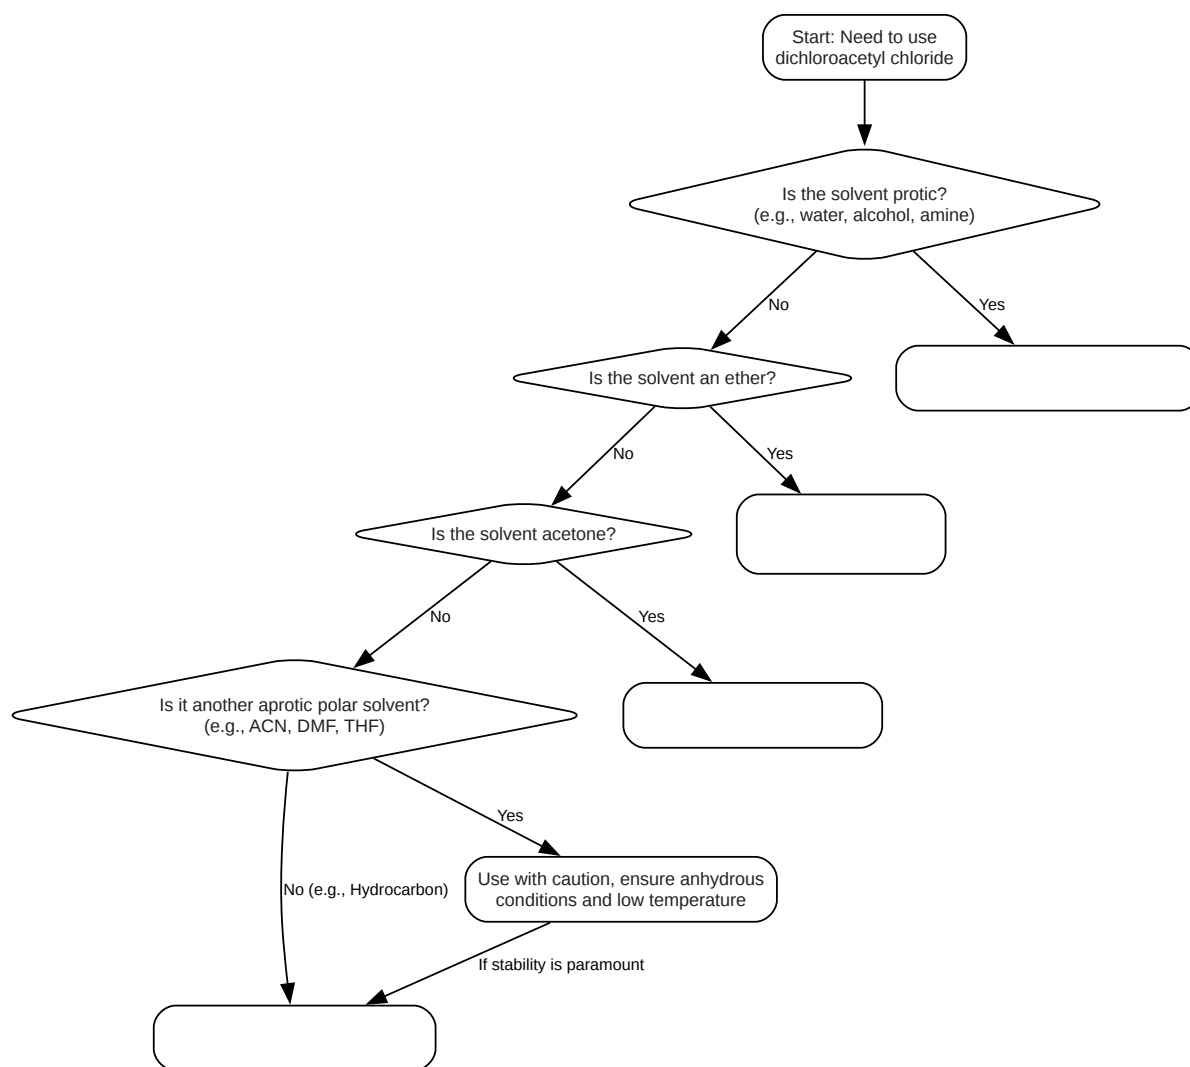 Start: Need to use
dichloroacetyl chloride
Is the solvent protic?
(e.g., water, alcohol, amine)
No
Yes
Is the solvent an ether?
No
Yes
Is the solvent acetone?
No
Yes
Is it another aprotic polar solvent?
(e.g., ACN, DMF, THF)
Yes
No (e.g., Hydrocarbon)
Use with caution, ensure anhydrous
conditions and low temperature
If stability is paramount